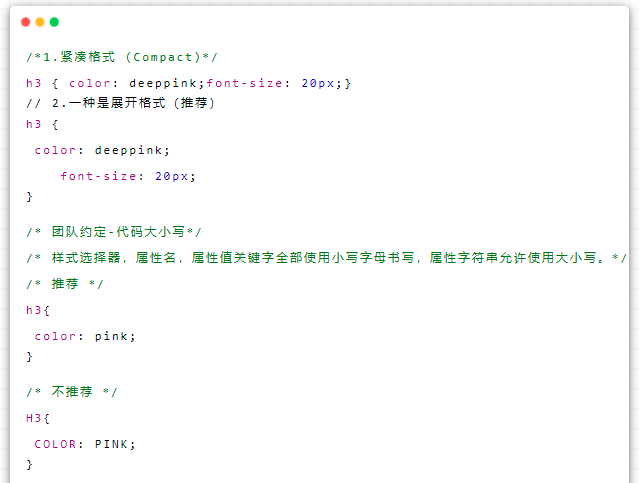 /*1.紧凑格式 (Compact)*/
h3 { color: deeppink;font-size: 20px;}
// 2.一种是展开格式（推荐）
h3 {
 color: deeppink;
    font-size: 20px;
}
/* 团队约定-代码大小写*/
/* 样式选择器，属性名，属性值关键字全部使用小写字母书写，属性字符串允许使用大小写。*/
/* 推荐 */
h3{
 color: pink;
}
/* 不推荐 */
H3{
 COLOR: PINK;
}